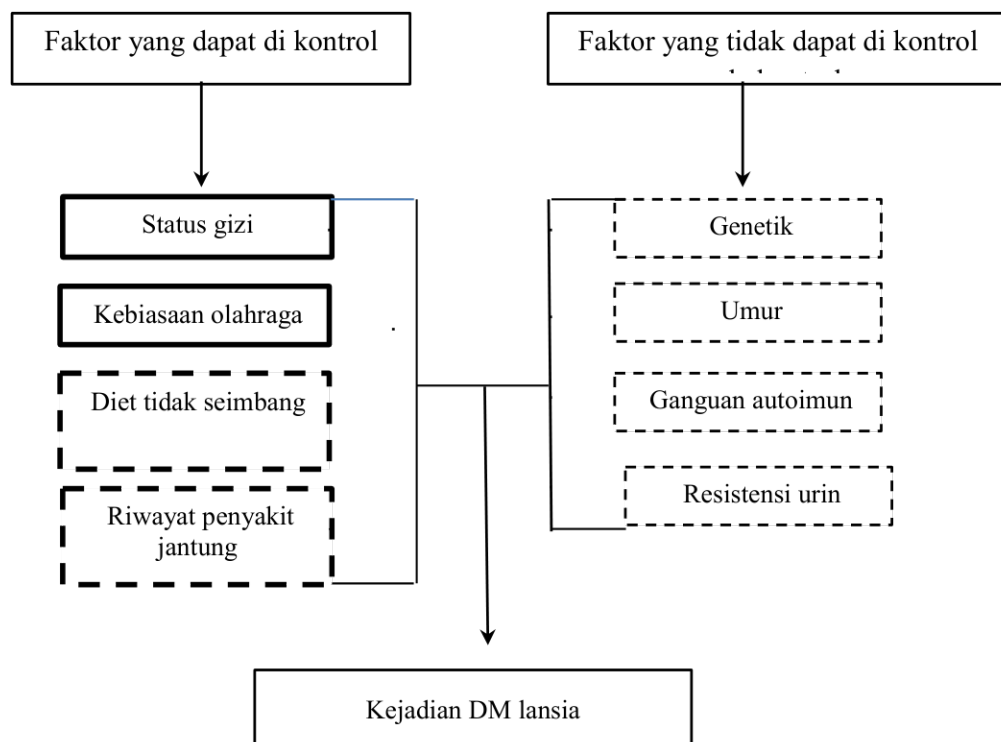 Faktor yang dapat di kontrol
Faktor yang tidak dapat di kontrol
Status gizi
Kebiasaan olahraga
Diet tidak seimbang
Riwayat penyakit
jantung
Genetik
Umur
Ganguan autoimun
Resistensi urin
Kejadian DM lansia